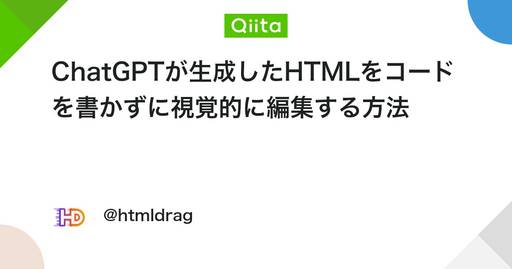 Qiita
ChatGPTが生成したHTMLをコード
を書かずに視覚的に編集する方法
HD
@htmldrag